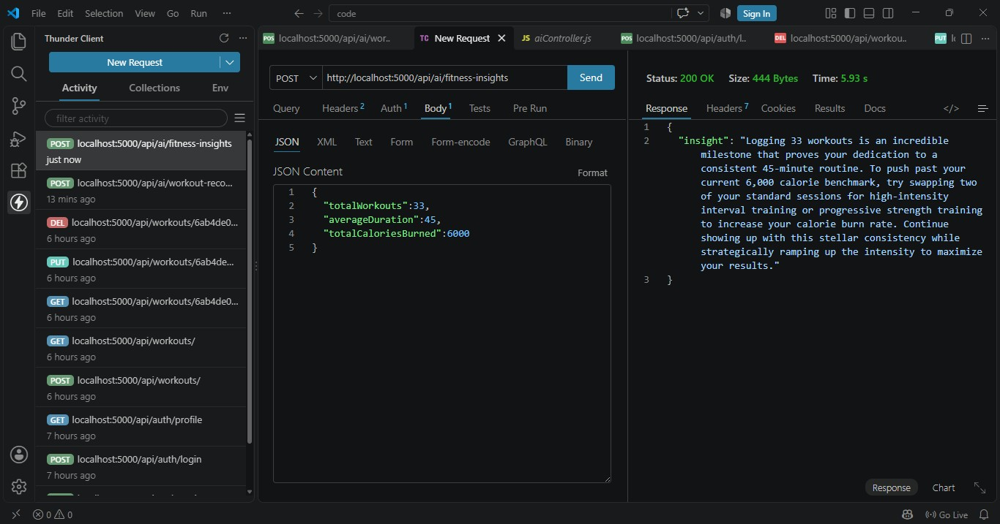 File Edit Selection View Go Run ···
code
Sign In
Thunder Client
New Request
Activity Collections Env
filter activity
POST localhost:5000/api/ai/fitness-insights
just now
POST localhost:5000/api/ai/workout-reco...
13 mins ago
DEL localhost:5000/api/workouts/6ab4de0...
6 hours ago
PUT localhost:5000/api/workouts/6ab4de...
6 hours ago
GET localhost:5000/api/workouts/6ab4de0...
6 hours ago
GET localhost:5000/api/workouts/
6 hours ago
POST localhost:5000/api/workouts/
6 hours ago
GET localhost:5000/api/auth/profile
7 hours ago
POST localhost:5000/api/auth/login
7 hours ago
POS localhost:5000/api/ai/wor.. TC New Request JS aiController.js POS localhost:5000/api/auth/l.. DEL localhost:5000/api/workou.. PUT
POST http://localhost:5000/api/ai/fitness-insights Send
Query Headers 2 Auth 1 Body 1 Tests Pre Run
JSON XML Text Form Form-encode GraphQL Binary
JSON Content Format
1 {
2 "totalWorkouts":33,
3 "averageDuration":45,
4 "totalCaloriesBurned":6000
5 }
Status: 200 OK Size: 444 Bytes Time: 5.93 s
Response Headers 7 Cookies Results Docs </>
1 {
2 "insight": "Logging 33 workouts is an incredible
milestone that proves your dedication to a
consistent 45-minute routine. To push past your
current 6,000 calorie benchmark, try swapping two
of your standard sessions for high-intensity
interval training or progressive strength training
to increase your calorie burn rate. Continue
showing up with this stellar consistency while
strategically ramping up the intensity to maximize
your results."
3 }
Response Chart
0 0
Go Live